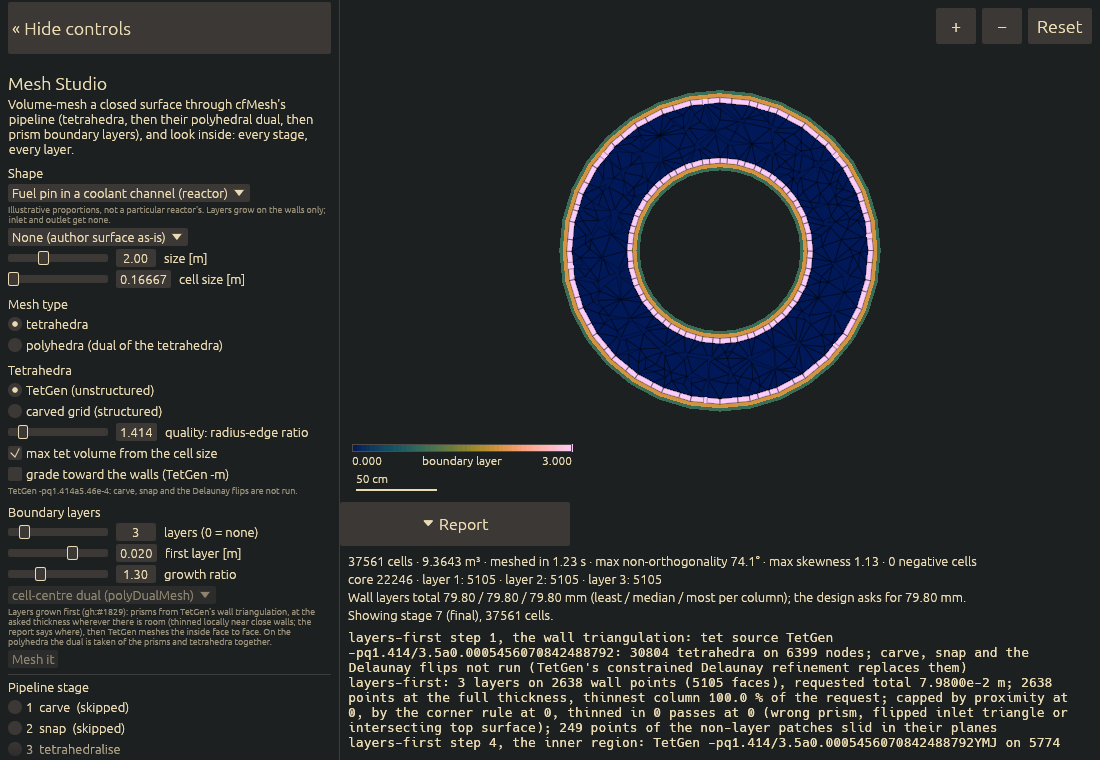 « Hide controls
Mesh Studio
Volume-mesh a closed surface through cfMesh's
pipeline (tetrahedra, then their polyhedral dual, then
prism boundary layers), and look inside: every stage,
every layer.
Shape
Fuel pin in a coolant channel (reactor)
Illustrative proportions, not a particular reactor's. Layers grow on the walls only;
inlet and outlet get none.
None (author surface as-is)
2.00 size [m]
0.16667 cell size [m]
Mesh type
tetrahedra
polyhedra (dual of the tetrahedra)
Tetrahedra
TetGen (unstructured)
carved grid (structured)
1.414 quality: radius-edge ratio
max tet volume from the cell size
grade toward the walls (TetGen -m)
TetGen -pq1.414a5.46e-4: carve, snap and the Delaunay flips are not run.
Boundary layers
3 layers (0 = none)
0.020 first layer [m]
1.30 growth ratio
cell-centre dual (polyDualMesh)
Layers grown first (gh:#1829): prisms from TetGen's wall triangulation, at the
asked thickness wherever there is room (thinned locally near close walls; the
report says where), then TetGen meshes the inside face to face. On the
polyhedra the dual is taken of the prisms and tetrahedra together.
Mesh it
Pipeline stage
1 carve (skipped)
2 snap (skipped)
3 tetrahedralise
+ − Reset
0.000 boundary layer 3.000
50 cm
Report
37561 cells · 9.3643 m³ · meshed in 1.23 s · max non-orthogonality 74.1° · max skewness 1.13 · 0 negative cells
core 22246 · layer 1: 5105 · layer 2: 5105 · layer 3: 5105
Wall layers total 79.80 / 79.80 / 79.80 mm (least / median / most per column); the design asks for 79.80 mm.
Showing stage 7 (final), 37561 cells.
layers-first step 1, the wall triangulation: tet source TetGen
-pq1.414/3.5a0.0005456070842488792: 30804 tetrahedra on 6399 nodes; carve, snap and the
Delaunay flips not run (TetGen's constrained Delaunay refinement replaces them)
layers-first: 3 layers on 2638 wall points (5105 faces), requested total 7.9800e-2 m; 2638
points at the full thickness, thinnest column 100.0 % of the request; capped by proximity at
0, by the corner rule at 0, thinned in 0 passes at 0 (wrong prism, flipped inlet triangle or
intersecting top surface); 249 points of the non-layer patches slid in their planes
layers-first step 4, the inner region: TetGen -pq1.414/3.5a0.0005456070842488792YMJ on 5774